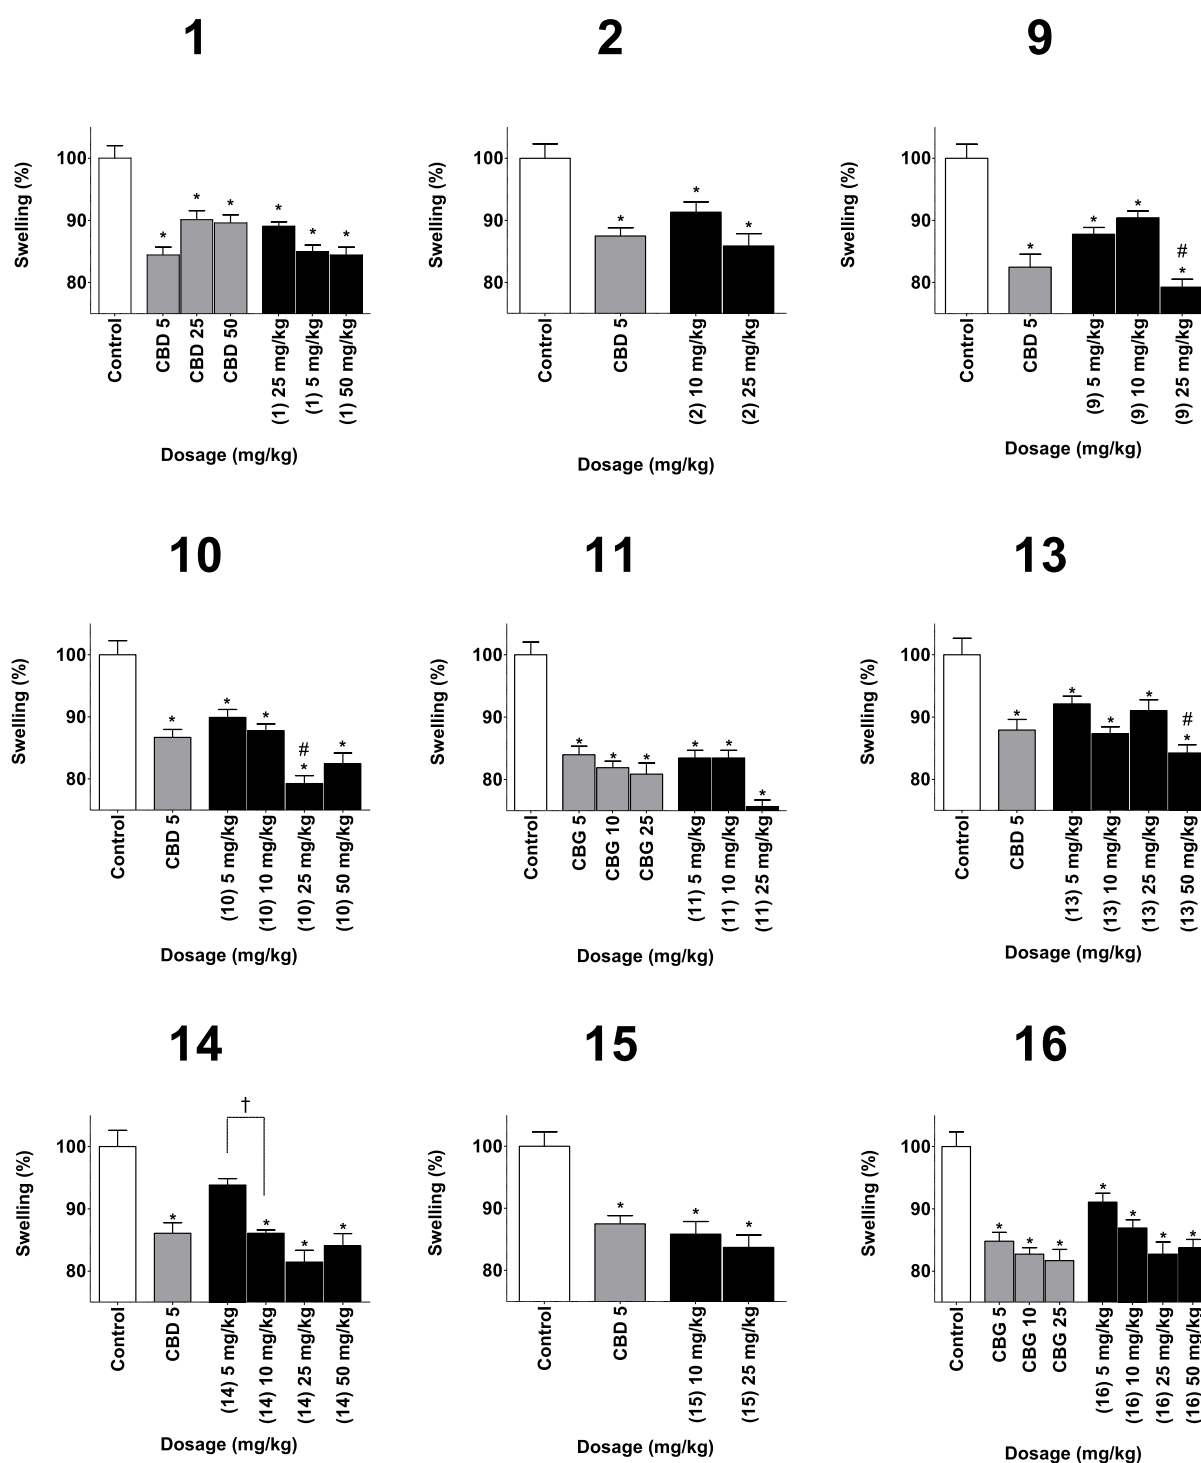 1
2
9
Swelling (%)
100
90
80
*
*
*
*
*
*
Control
CBD 5
CBD 25
CBD 50
(1) 25 mg/kg
(1) 5 mg/kg
(1) 50 mg/kg
Dosage (mg/kg)
Swelling (%)
100
90
80
*
*
*
Control
CBD 5
(2) 10 mg/kg
(2) 25 mg/kg
Dosage (mg/kg)
Swelling (%)
100
90
80
*
*
*
#
*
Control
CBD 5
(9) 5 mg/kg
(9) 10 mg/kg
(9) 25 mg/kg
Dosage (mg/kg)
10
11
13
Swelling (%)
100
90
80
*
*
*
#
*
*
Control
CBD 5
(10) 5 mg/kg
(10) 10 mg/kg
(10) 25 mg/kg
(10) 50 mg/kg
Dosage (mg/kg)
Swelling (%)
100
90
80
*
*
*
*
*
*
Control
CBG 5
CBG 10
CBG 25
(11) 5 mg/kg
(11) 10 mg/kg
(11) 25 mg/kg
Dosage (mg/kg)
Swelling (%)
100
90
80
*
*
*
*
#
*
Control
CBD 5
(13) 5 mg/kg
(13) 10 mg/kg
(13) 25 mg/kg
(13) 50 mg/kg
Dosage (mg/kg)
14
15
16
Swelling (%)
100
90
80
†
*
*
*
*
Control
CBD 5
(14) 5 mg/kg
(14) 10 mg/kg
(14) 25 mg/kg
(14) 50 mg/kg
Dosage (mg/kg)
Swelling (%)
100
90
80
*
*
*
Control
CBD 5
(15) 10 mg/kg
(15) 25 mg/kg
Dosage (mg/kg)
Swelling (%)
100
90
80
*
*
*
*
*
*
*
Control
CBG 5
CBG 10
CBG 25
(16) 5 mg/kg
(16) 10 mg/kg
(16) 25 mg/kg
(16) 50 mg/kg
Dosage (mg/kg)